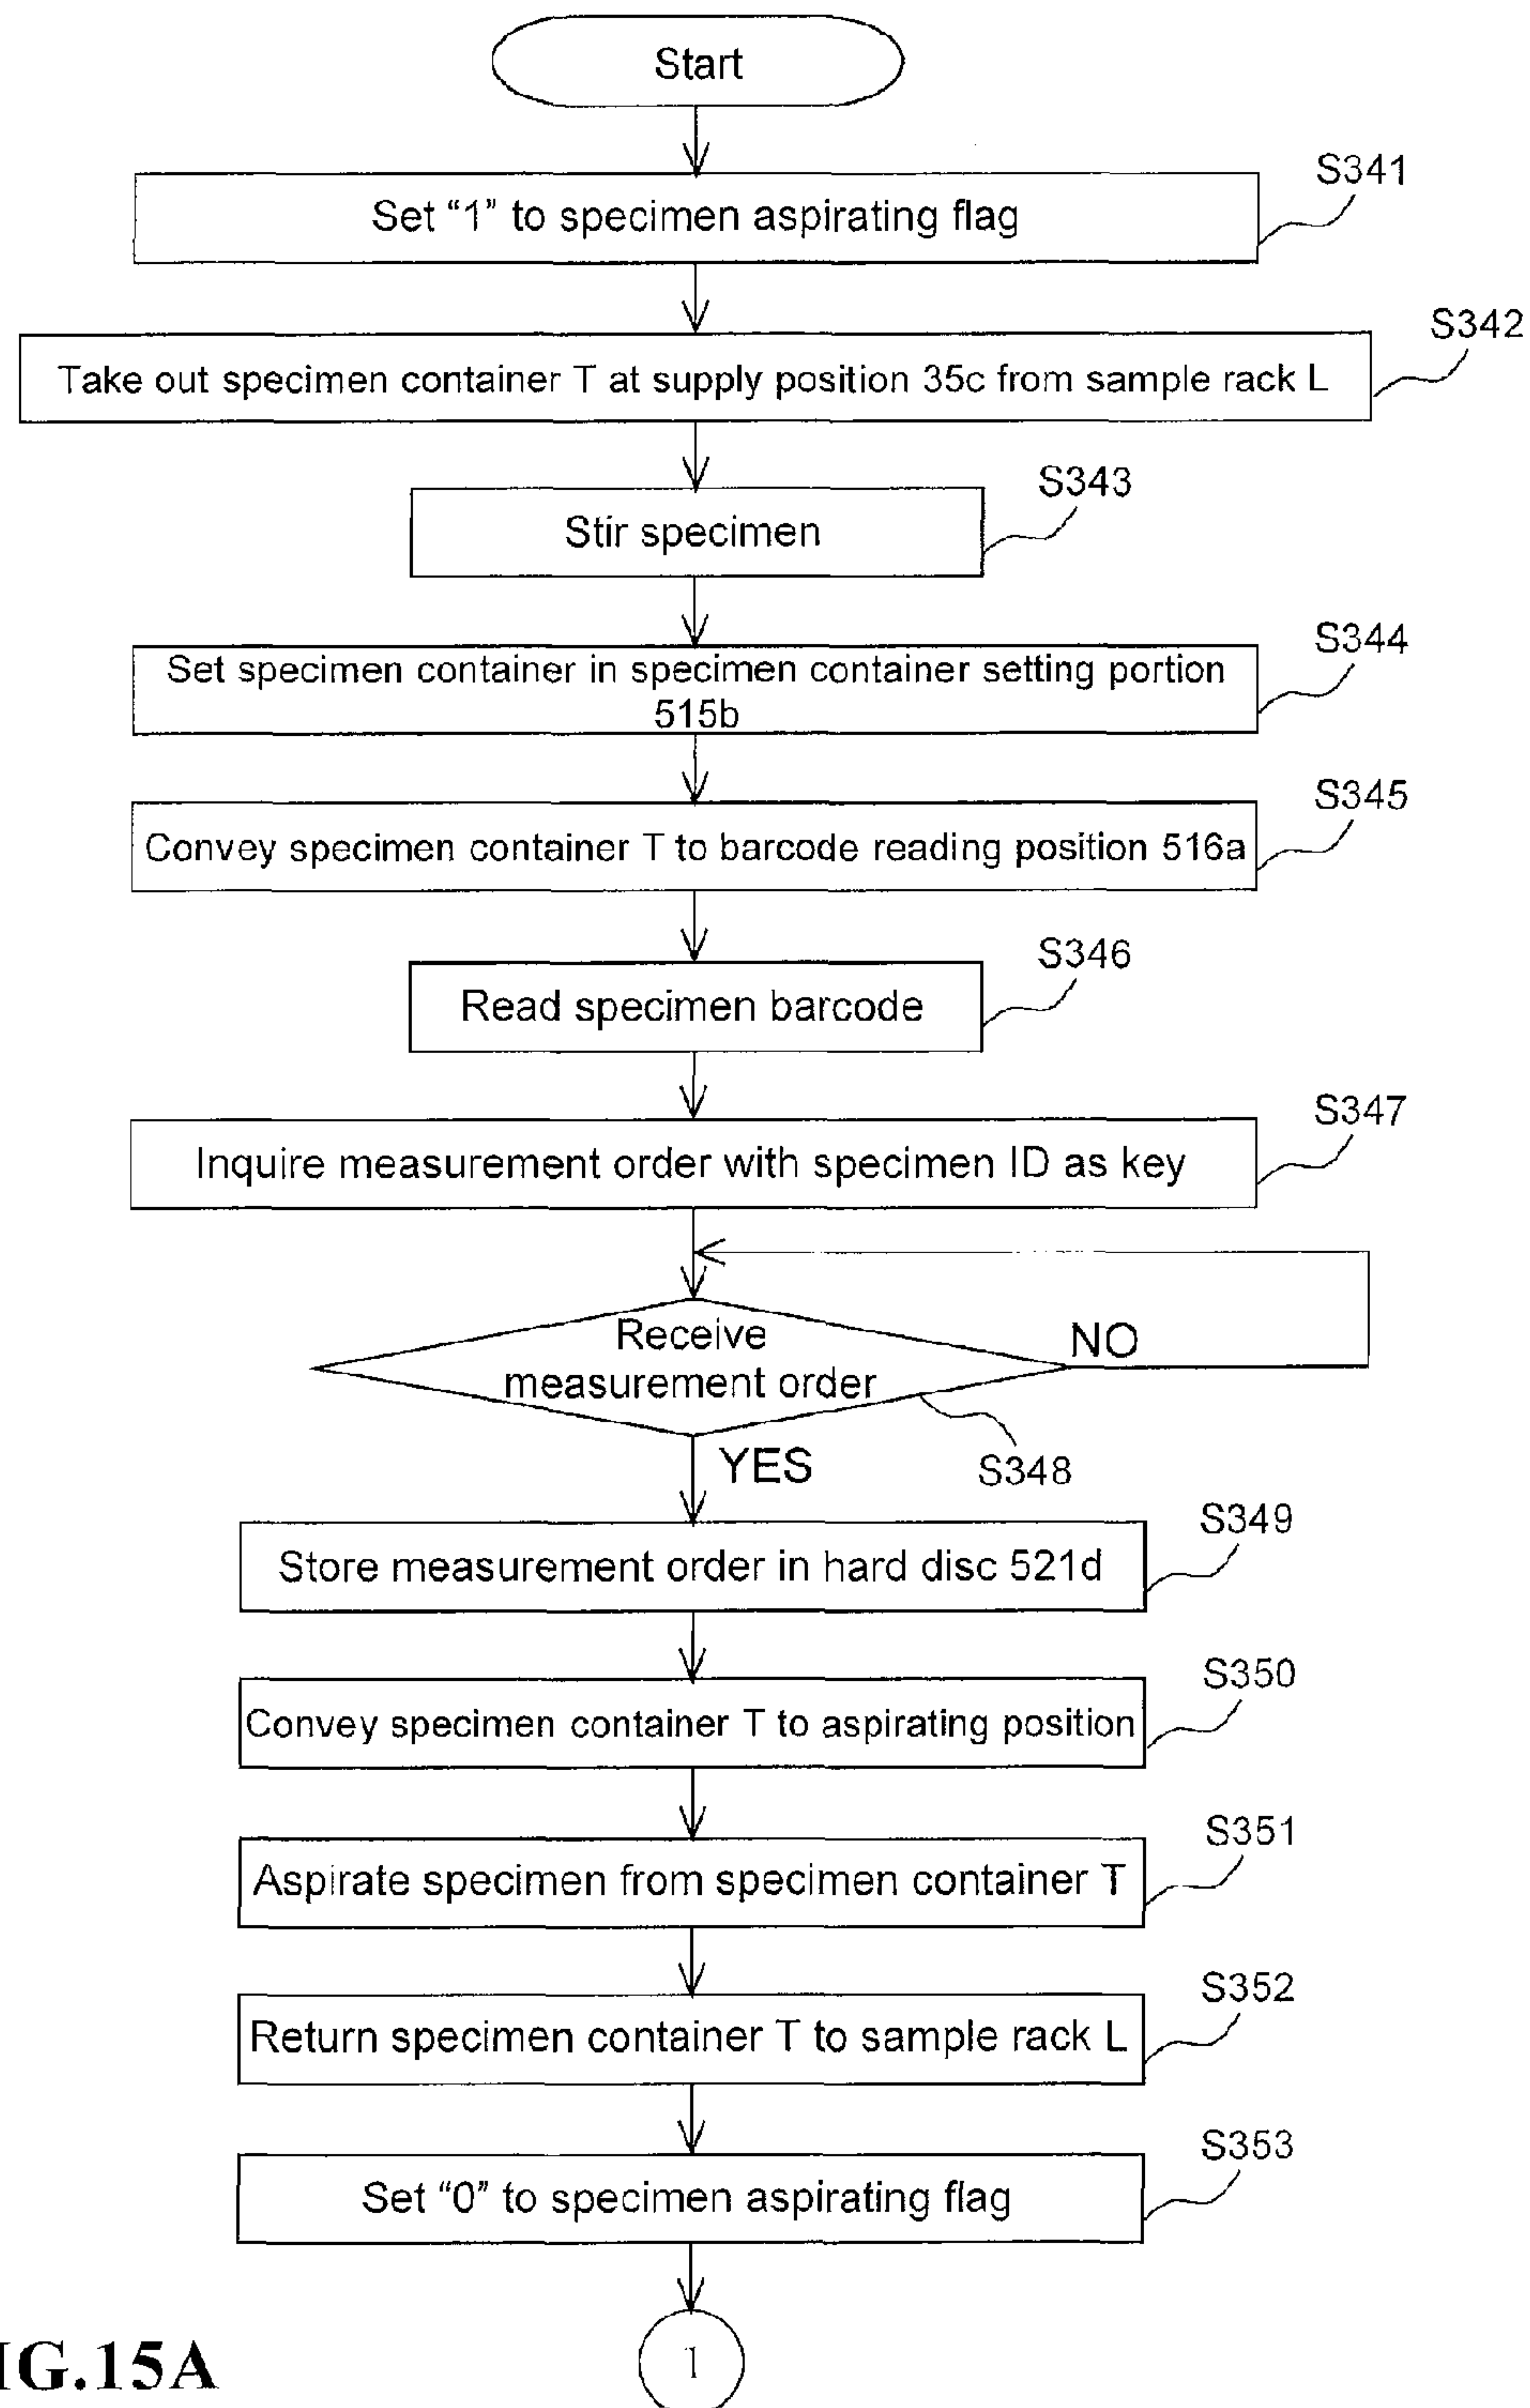 Start
S341
Set “1” to specimen aspirating flag
S342
Take out specimen container T at supply position 35c from sample rack L
S343
Stir specimen
S344
Set specimen container in specimen container setting portion
515b
S345
Convey specimen container T to barcode reading position 516a
S346
Read specimen barcode
S347
Inquire measurement order with specimen ID as key
Receive
NO
measurement order
YES
S348
S349
Store measurement order in hard disc 521d
S350
Convey specimen container T to aspirating position
S351
Aspirate specimen from specimen container T
S352
Return specimen container T to sample rack L
S353
Set “0” to specimen aspirating flag
1
IG.15A